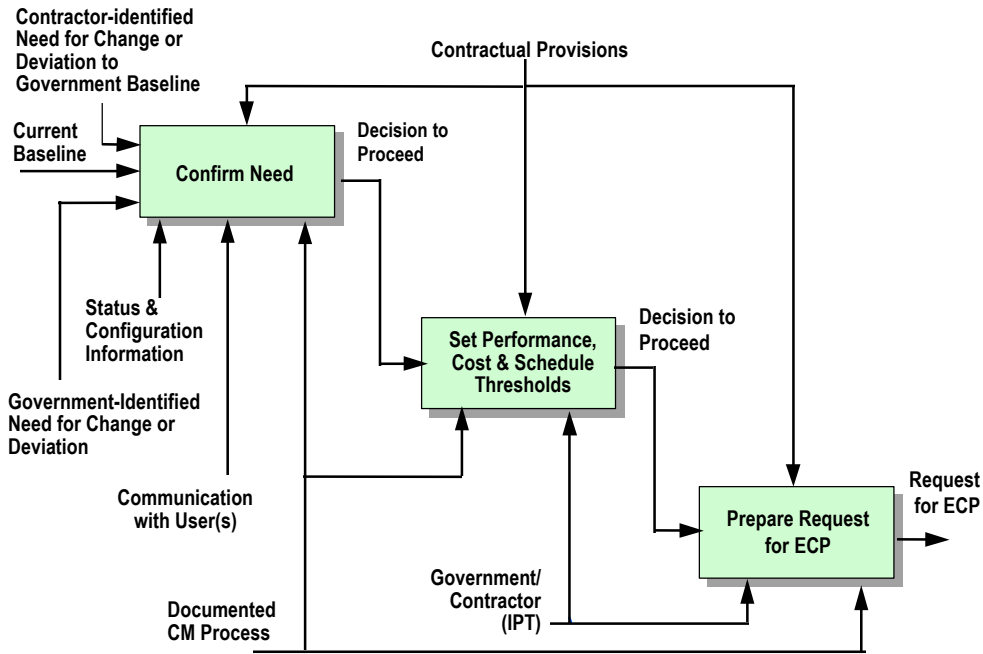 Contractor-identified
Need for Change or
Deviation to
Government Baseline
Contractual Provisions
Current
Baseline
Decision to
Proceed
Confirm Need
Status &
Configuration
Information
Set Performance,
Cost & Schedule
Thresholds
Decision to
Proceed
Government-Identified
Need for Change or
Deviation
Communication
with User(s)
Request
for ECP
Prepare Request
for ECP
Government/
Contractor
(IPT)
Documented
CM Process